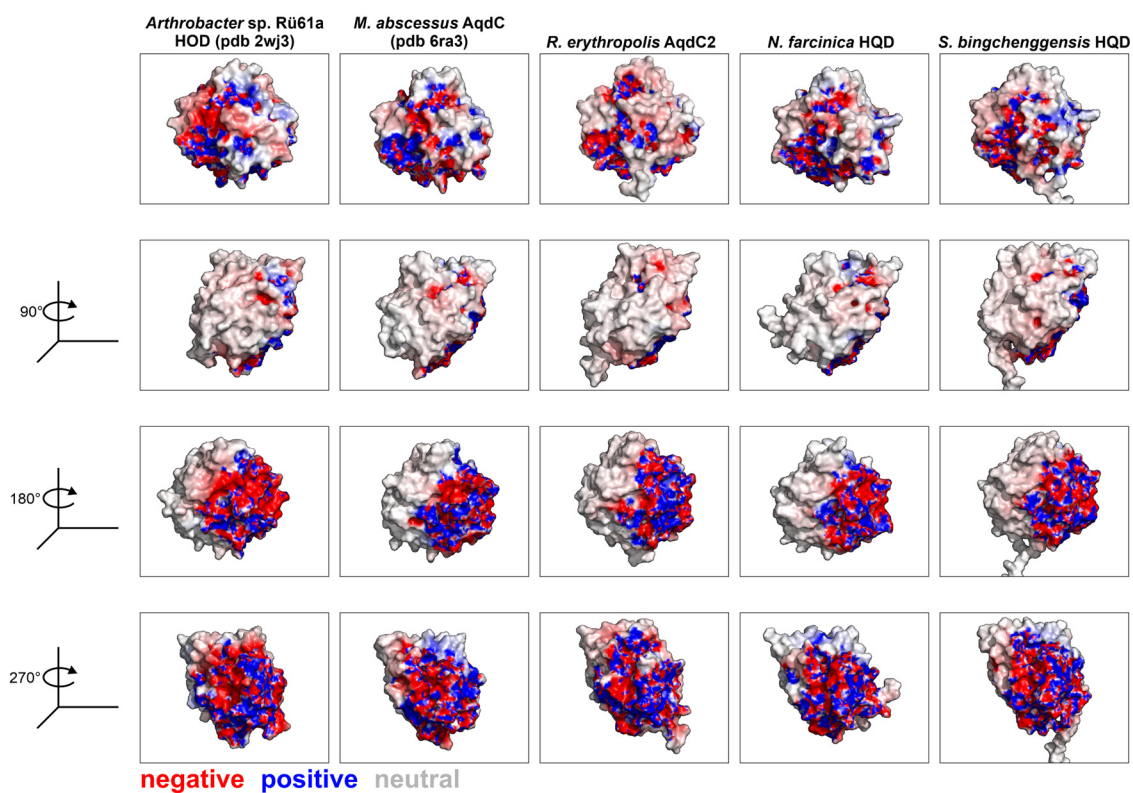 Arthrobacter sp. Rü61a
HOD (pdb 2wj3)
M. abscessus AqdC
(pdb 6ra3)
R. erythropolis AqdC2
N. farcinica HQD
S. bingchenggensis HQD
90°
180°
270°
negative positive neutral